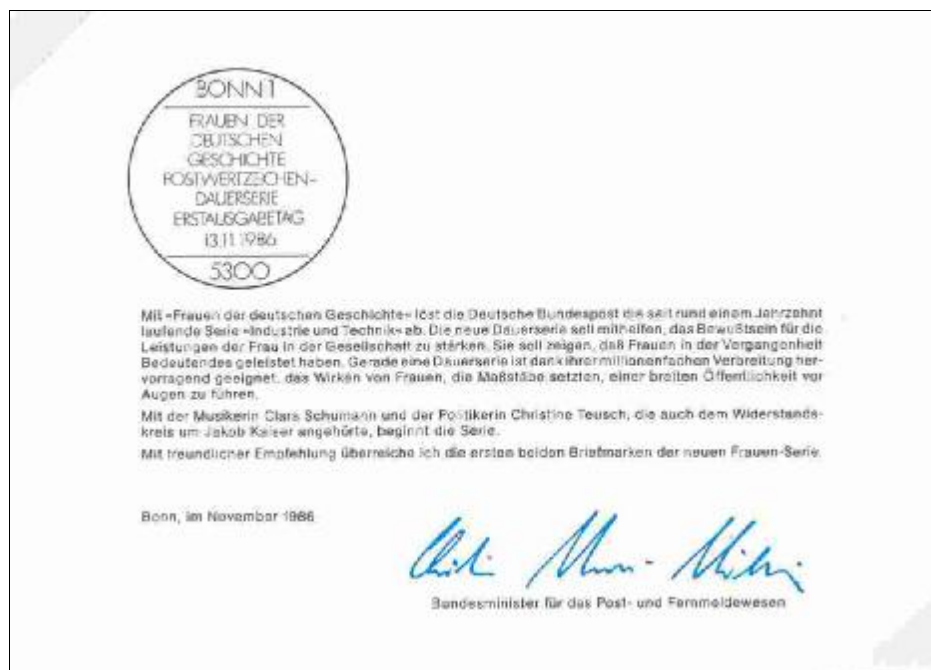 BONN 1
FRAUEN DER
DEUTSCHEN
GESCHICHTE
POSTWERTZEICHEN-
DAUERSERIE
ERSTAUSGABETAG
13.11.1986
5300
Mit «Frauen der deutschen Geschichte» löst die Deutsche Bundespost die seit rund einem Jahrzehnt
laufende Serie «Industrie und Technik» ab. Die neue Dauerserie soll mithelfen, das Bewußtsein für die
Leistungen der Frau in der Gesellschaft zu stärken. Sie soll zeigen, daß Frauen in der Vergangenheit
Bedeutendes geleistet haben. Gerade eine Dauerserie ist dank ihrer millionenfachen Verbreitung her-
vorragend geeignet, das Wirken von Frauen, die Maßstäbe setzten, einer breiten Öffentlichkeit vor
Augen zu führen.
Mit der Musikerin Clara Schumann und der Politikerin Christine Teusch, die auch dem Widerstands-
kreis um Jakob Kaiser angehörte, beginnt die Serie.
Mit freundlicher Empfehlung überreiche ich die ersten beiden Briefmarken der neuen Frauen-Serie.
Bonn, im November 1986
Bundesminister für das Post- und Fernmeldewesen